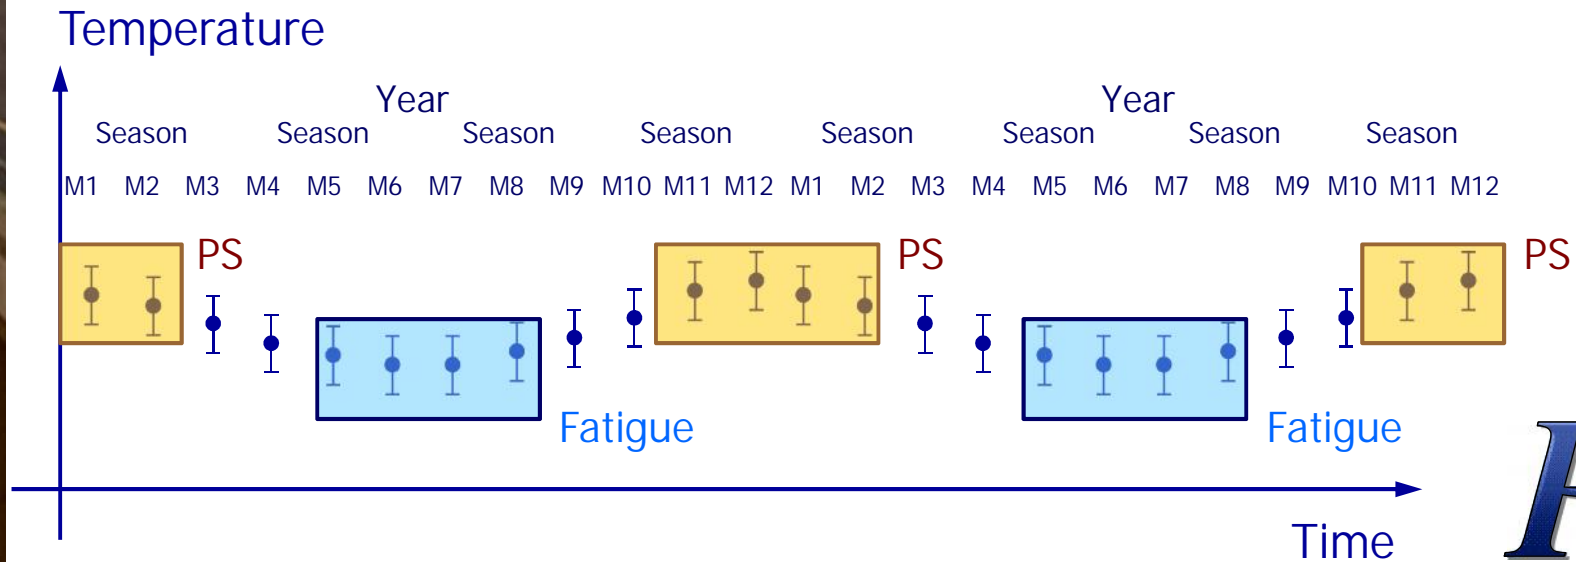 Temperature
Year Year
Season Season Season Season Season Season Season Season
M1 M2 M3 M4 M5 M6 M7 M8 M9 M10 M11 M12 M1 M2 M3 M4 M5 M6 M7 M8 M9 M10 M11 M12
PS PS PS
Fatigue Fatigue
Time